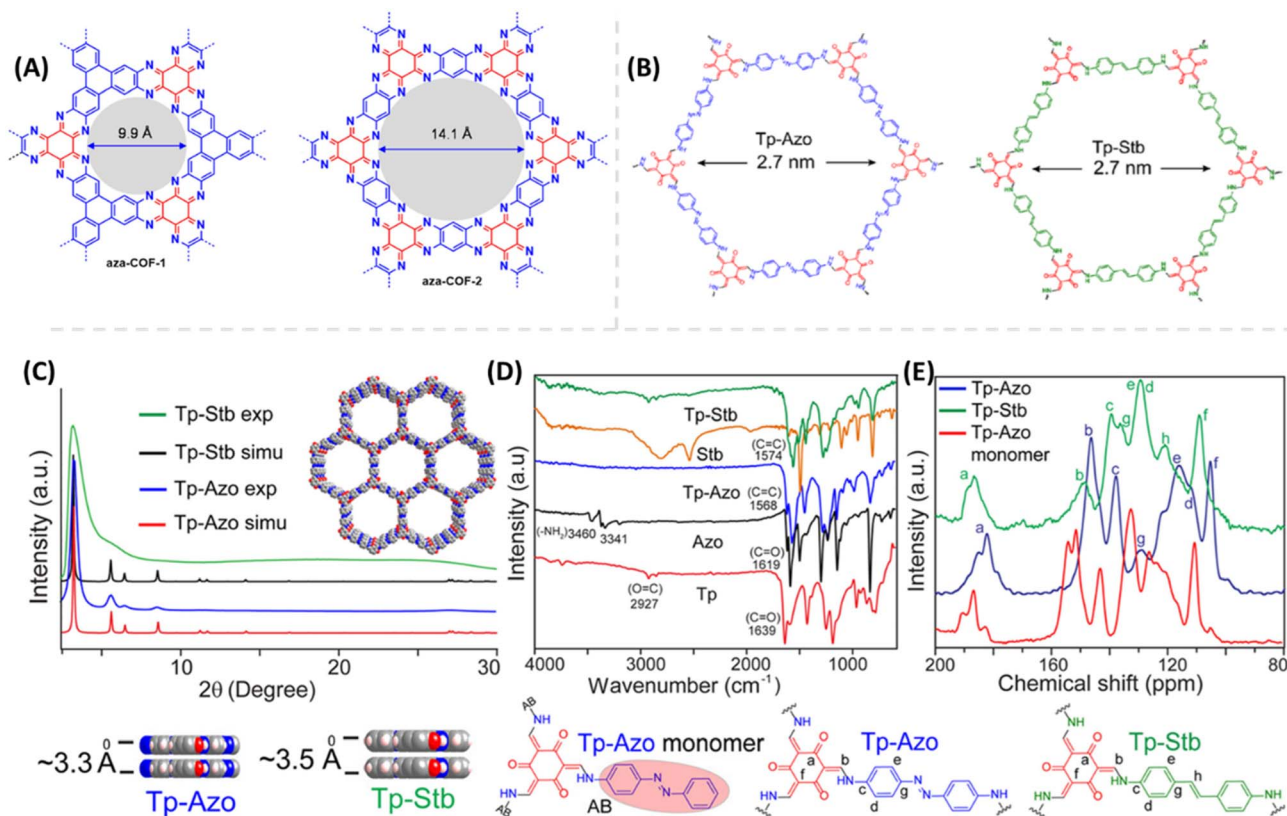 (A)
9.9 Å
aza-COF-1
14.1 Å
aza-COF-2
(B)
Tp-Azo
2.7 nm
Tp-Stb
2.7 nm
(C)
Intensity (a.u.)
Tp-Stb exp
Tp-Stb simu
Tp-Azo exp
Tp-Azo simu
10 20 30
2θ (Degree)
~3.3 Å
Tp-Azo
~3.5 Å
Tp-Stb
(D)
Intensity (a.u)
Tp-Stb
(C=C)
1574
Stb
Tp-Azo
(C=C)
1568
(-NH₂)3460
3341
Azo
(C=O)
1619
(O=C)
2927
Tp
(C=O)
1639
4000 3000 2000 1000
Wavenumber (cm⁻¹)
(E)
Intensity (a.u.)
Tp-Azo
Tp-Stb
Tp-Azo
monomer
a b c g e d h f
a b c g e d f
200 160 120 80
Chemical shift (ppm)
AB
NH
O
Tp-Azo monomer
N
AB
Tp-Azo
a b c d e f g
Tp-Stb
a b c d e f g h